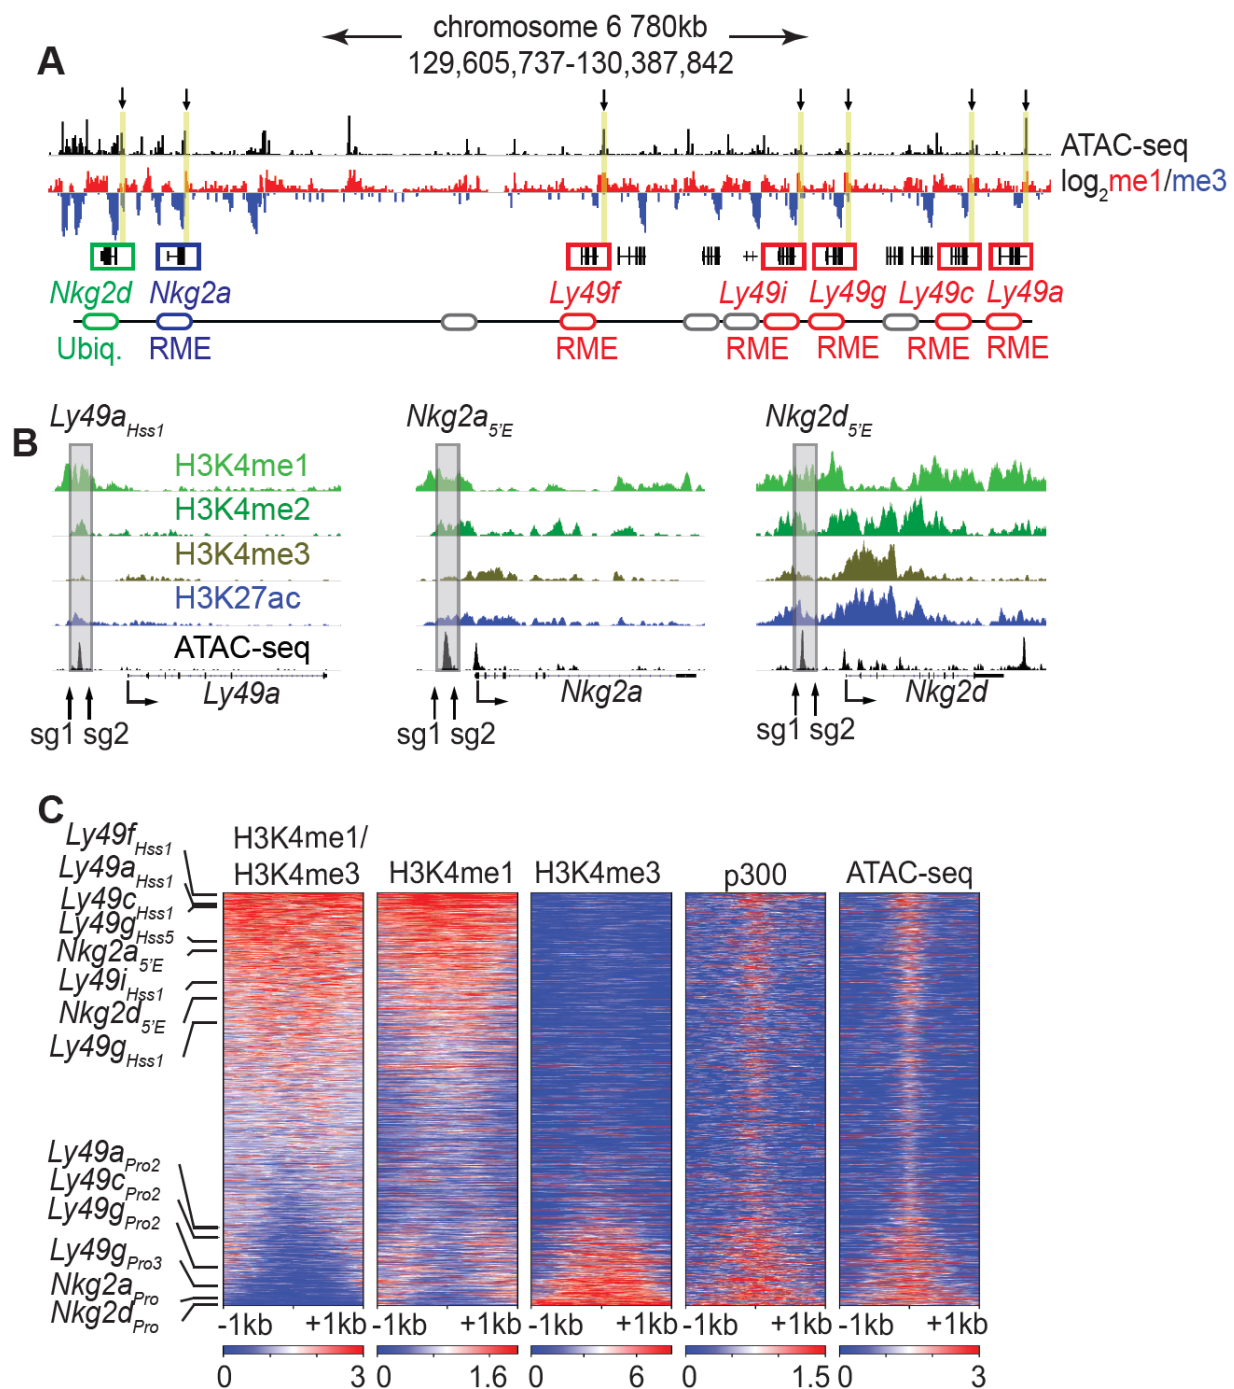 chromosome 6 780kb
129,605,737-130,387,842
A
ATAC-seq
log2me1/me3
Nkg2d Nkg2a Ly49f Ly49i Ly49g Ly49c Ly49a
Ubiq. RME RME RME RME RME RME
B
Ly49aHss1 Nkg2a5'E Nkg2d5'E
H3K4me1
H3K4me2
H3K4me3
H3K27ac
ATAC-seq
Ly49a Nkg2a Nkg2d
sg1 sg2 sg1 sg2 sg1 sg2
C
Ly49fHss1
Ly49aHss1
Ly49cHss1
Ly49gHss5
Nkg2a5'E
Ly49iHss1
Nkg2d5'E
Ly49gHss1
Ly49aPro2
Ly49cPro2
Ly49gPro2
Ly49gPro3
Nkg2aPro
Nkg2dPro
H3K4me1/
H3K4me3 H3K4me1 H3K4me3 p300 ATAC-seq
-1kb +1kb -1kb +1kb -1kb +1kb -1kb +1kb -1kb +1kb
0 3 0 1.6 0 6 0 1.5 0 3